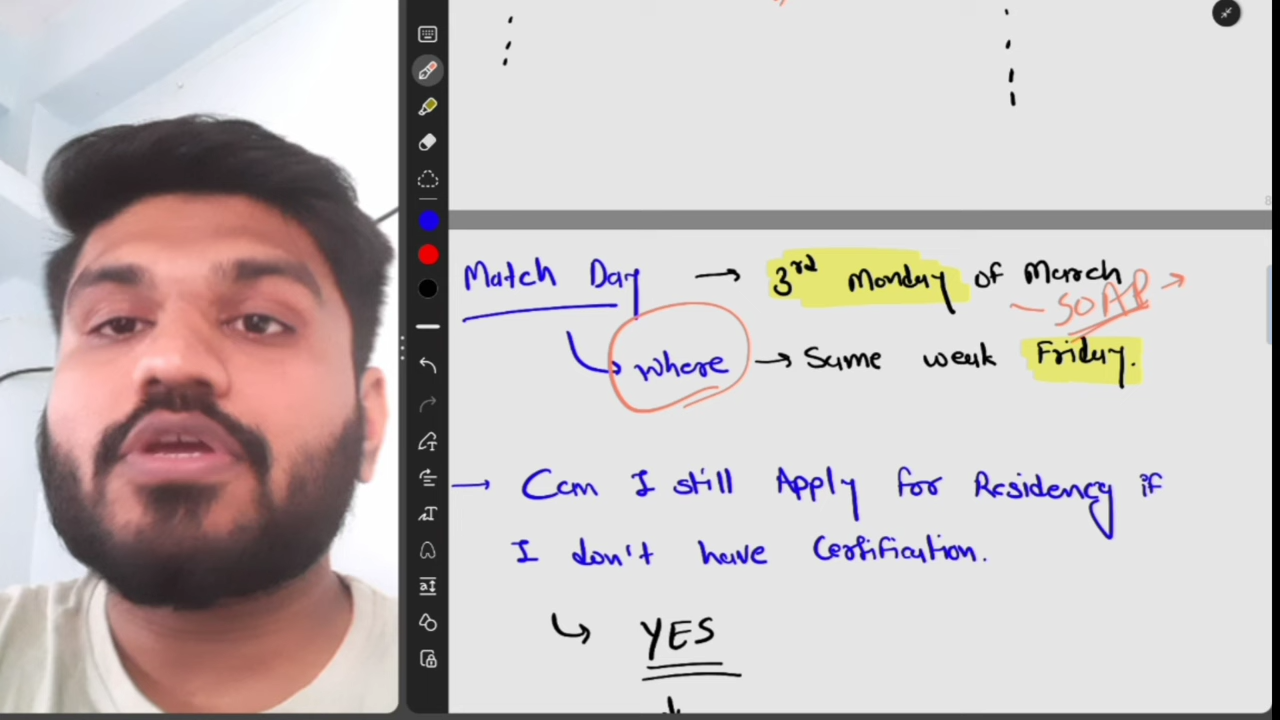 Match Day → 3rd Monday of March
SOAP →
where → Same week Friday.
→ Can I still Apply for Residency if
I don't have Certification.
YES